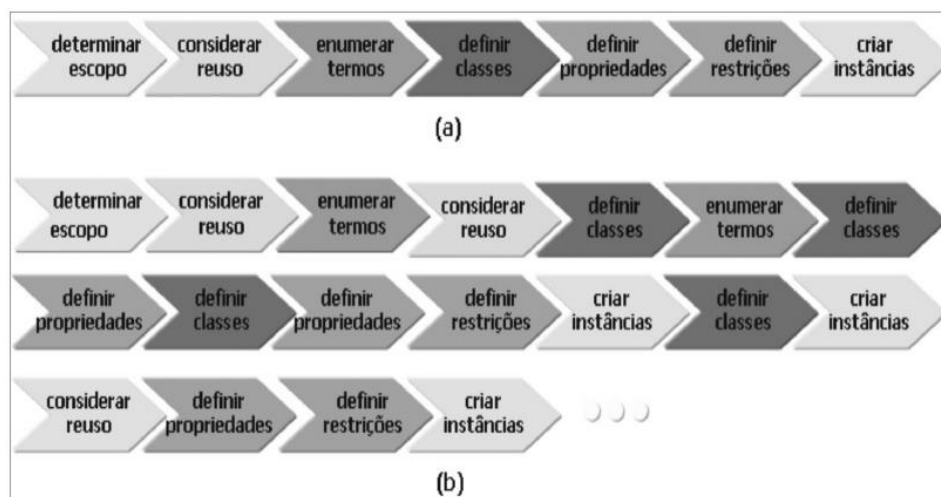 determinar considerar enumerar definir definir definir criar
escopo reuso termos classes propriedades restrições instâncias
(a)
determinar considerar enumerar considerar definir enumerar definir
escopo reuso termos reuso classes termos classes
definir definir definir definir criar definir criar
propriedades classes propriedades restrições instâncias classes instâncias
considerar definir definir criar
reuso propriedades restrições instâncias
(b)